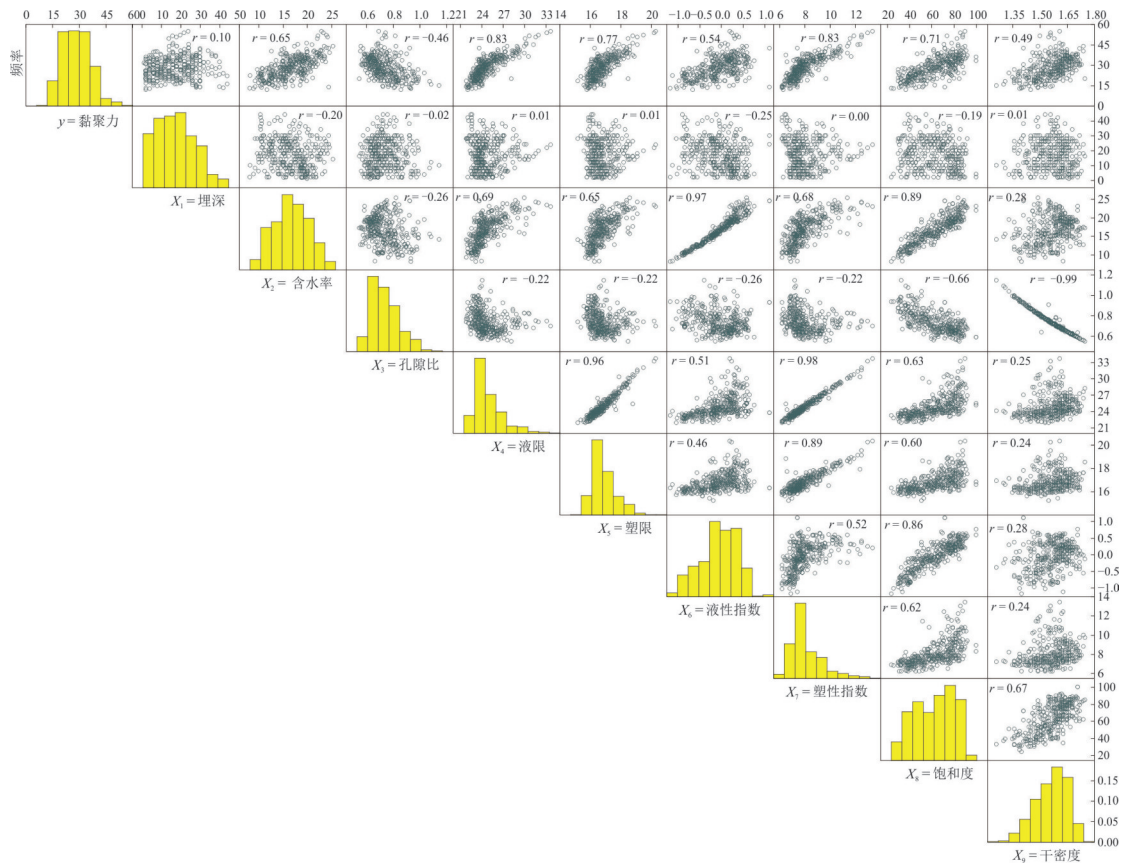 0 15 30 45 600 10 20 30 5 10 15 20 25 0.6 0.8 1.0 1.221 24 27 30 33 14 16 18 20 −1.0−0.5 0.0 0.5 1.0 6 8 10 12 20 40 60 80 100 1.35 1.50 1.65 1.80
频率
r = 0.10 r = 0.65 r = −0.46 r = 0.83 r = 0.77 r = 0.54 r = 0.83 r = 0.71 r = 0.49
60
45
30
15
0
y = 黏聚力
r = −0.20 r = −0.02 r = 0.01 r = 0.01 r = −0.25 r = 0.00 r = −0.19 r = 0.01
45
40
30
20
10
0
X₁ = 埋深
r = −0.26 r = 0.69 r = 0.65 r = 0.97 r = 0.68 r = 0.89 r = 0.28
25
20
15
10
X₂ = 含水率
r = −0.22 r = −0.22 r = −0.26 r = −0.22 r = −0.66 r = −0.99
1.2
1.0
0.8
0.6
X₃ = 孔隙比
r = 0.96 r = 0.51 r = 0.98 r = 0.63 r = 0.25
33
30
27
24
21
X₄ = 液限
r = 0.46 r = 0.89 r = 0.60 r = 0.24
20
18
16
X₅ = 塑限
r = 0.52 r = 0.86 r = 0.28
1.0
0.5
0.0
−0.5
−1.0
X₆ = 液性指数
r = 0.62 r = 0.24
14
12
10
8
6
X₇ = 塑性指数
r = 0.67
100
80
60
40
20
X₈ = 饱和度
0.15
0.10
0.05
0.00
X₉ = 干密度